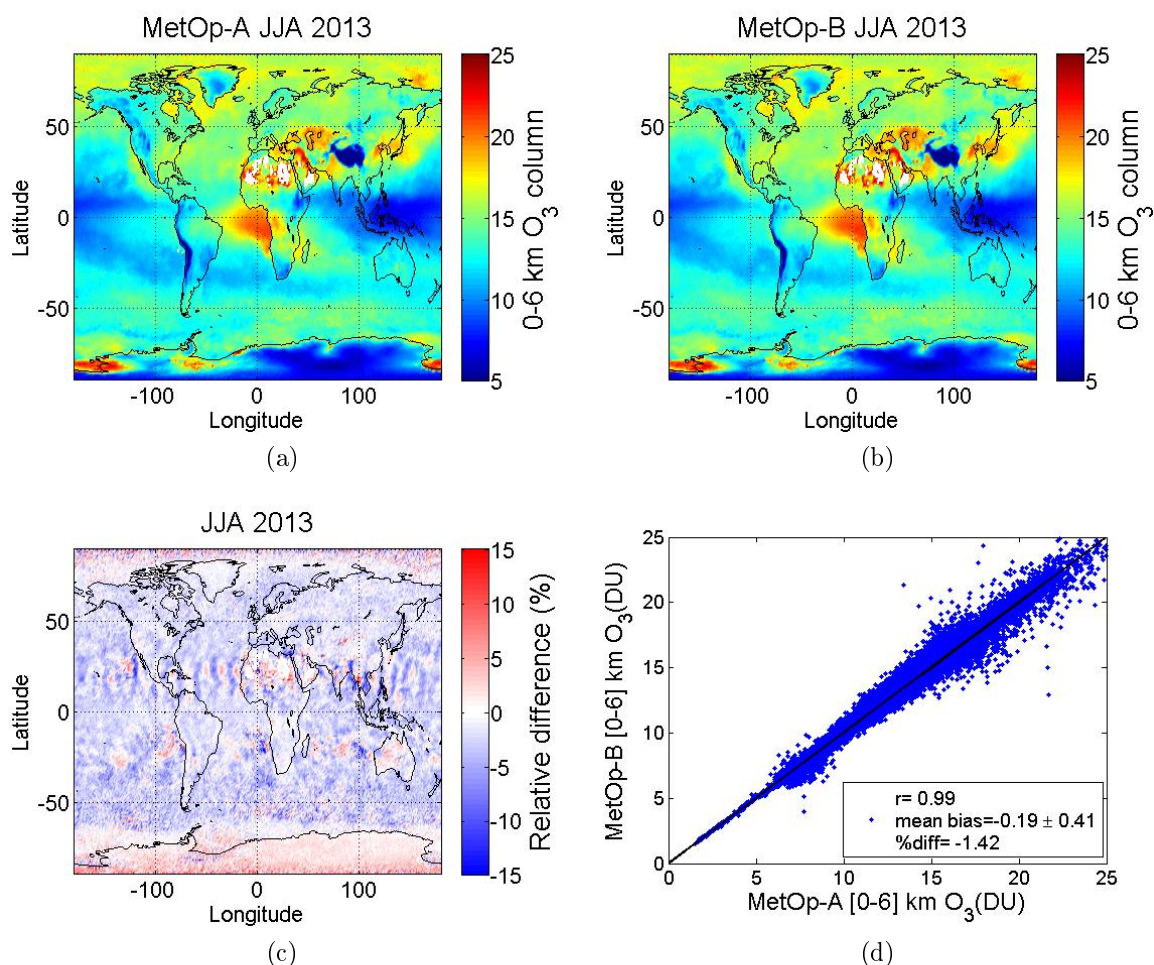 MetOp-A JJA 2013
Latitude
50
0
-50
-100
0
100
Longitude
25
20
15
10
5
0-6 km O3 column
(a)
MetOp-B JJA 2013
Latitude
50
0
-50
-100
0
100
Longitude
25
20
15
10
5
0-6 km O3 column
(b)
JJA 2013
Latitude
50
0
-50
-100
0
100
Longitude
15
10
5
0
-5
-10
-15
Relative difference (%)
(c)
MetOp-B [0-6] km O3(DU)
25
20
15
10
5
0
r= 0.99
mean bias=-0.19 ± 0.41
%diff= -1.42
0
5
10
15
20
25
MetOp-A [0-6] km O3(DU)
(d)